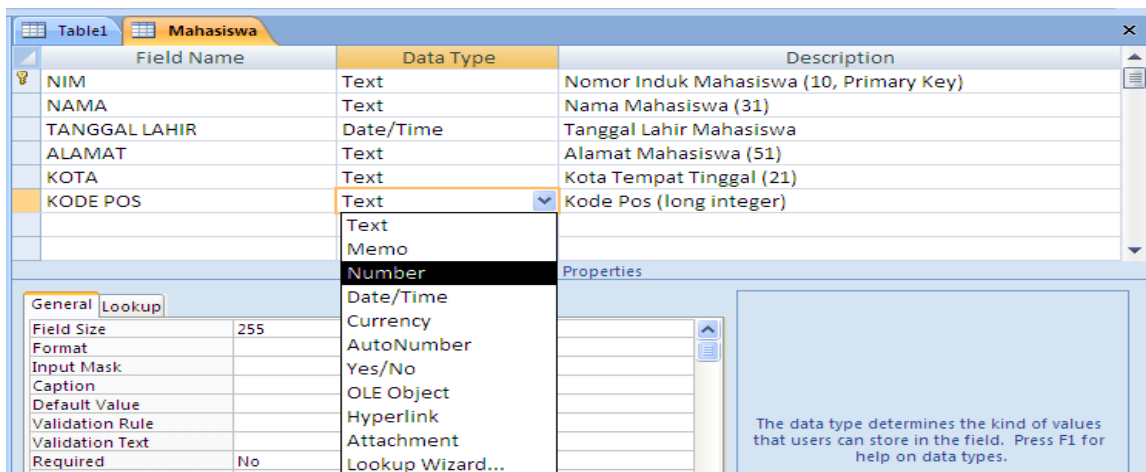 Table1 Mahasiswa
Field Name Data Type Description
NIM Text Nomor Induk Mahasiswa (10, Primary Key)
NAMA Text Nama Mahasiswa (31)
TANGGAL LAHIR Date/Time Tanggal Lahir Mahasiswa
ALAMAT Text Alamat Mahasiswa (51)
KOTA Text Kota Tempat Tinggal (21)
KODE POS Text Kode Pos (long integer)
Text
Memo
Number Properties
Date/Time
Currency
AutoNumber
Yes/No
OLE Object
Hyperlink
Attachment
Lookup Wizard...
General Lookup
Field Size 255
Format
Input Mask
Caption
Default Value
Validation Rule
Validation Text
Required No
The data type determines the kind of values
that users can store in the field. Press F1 for
help on data types.